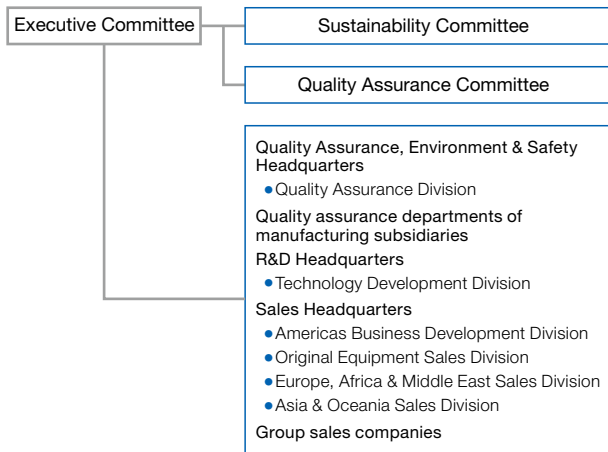 Executive Committee
Sustainability Committee
Quality Assurance Committee
Quality Assurance, Environment & Safety
Headquarters
●Quality Assurance Division
Quality assurance departments of
manufacturing subsidiaries
R&D Headquarters
●Technology Development Division
Sales Headquarters
●Americas Business Development Division
●Original Equipment Sales Division
●Europe, Africa & Middle East Sales Division
●Asia & Oceania Sales Division
Group sales companies